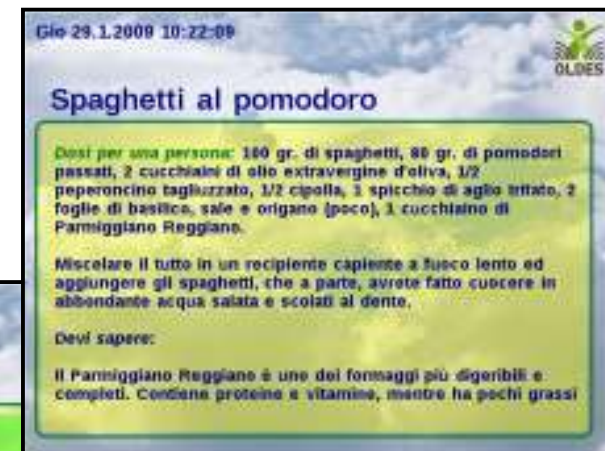 Gio 29.1.2009 10:22:09
OLDES
Spaghetti al pomodoro
Dosi per una persona: 100 gr. di spaghetti, 80 gr. di pomodori
passati, 2 cucchiaini di olio extravergine d'oliva, 1/2
peperoncino tagliuzzato, 1/2 cipolla, 1 spicchio di aglio tritato, 2
foglie di basilico, sale e origano (poco), 1 cucchiaino di
Parmiggiano Reggiano.
Miscelare il tutto in un recipiente capiente a fuoco lento ed
aggiungere gli spaghetti, che a parte, avrete fatto cuocere in
abbondante acqua salata e scolati al dente.
Devi sapere:
Il Parmiggiano Reggiano è uno dei formaggi più digeribili e
completi. Contiene proteine e vitamine, mentre ha pochi grassi